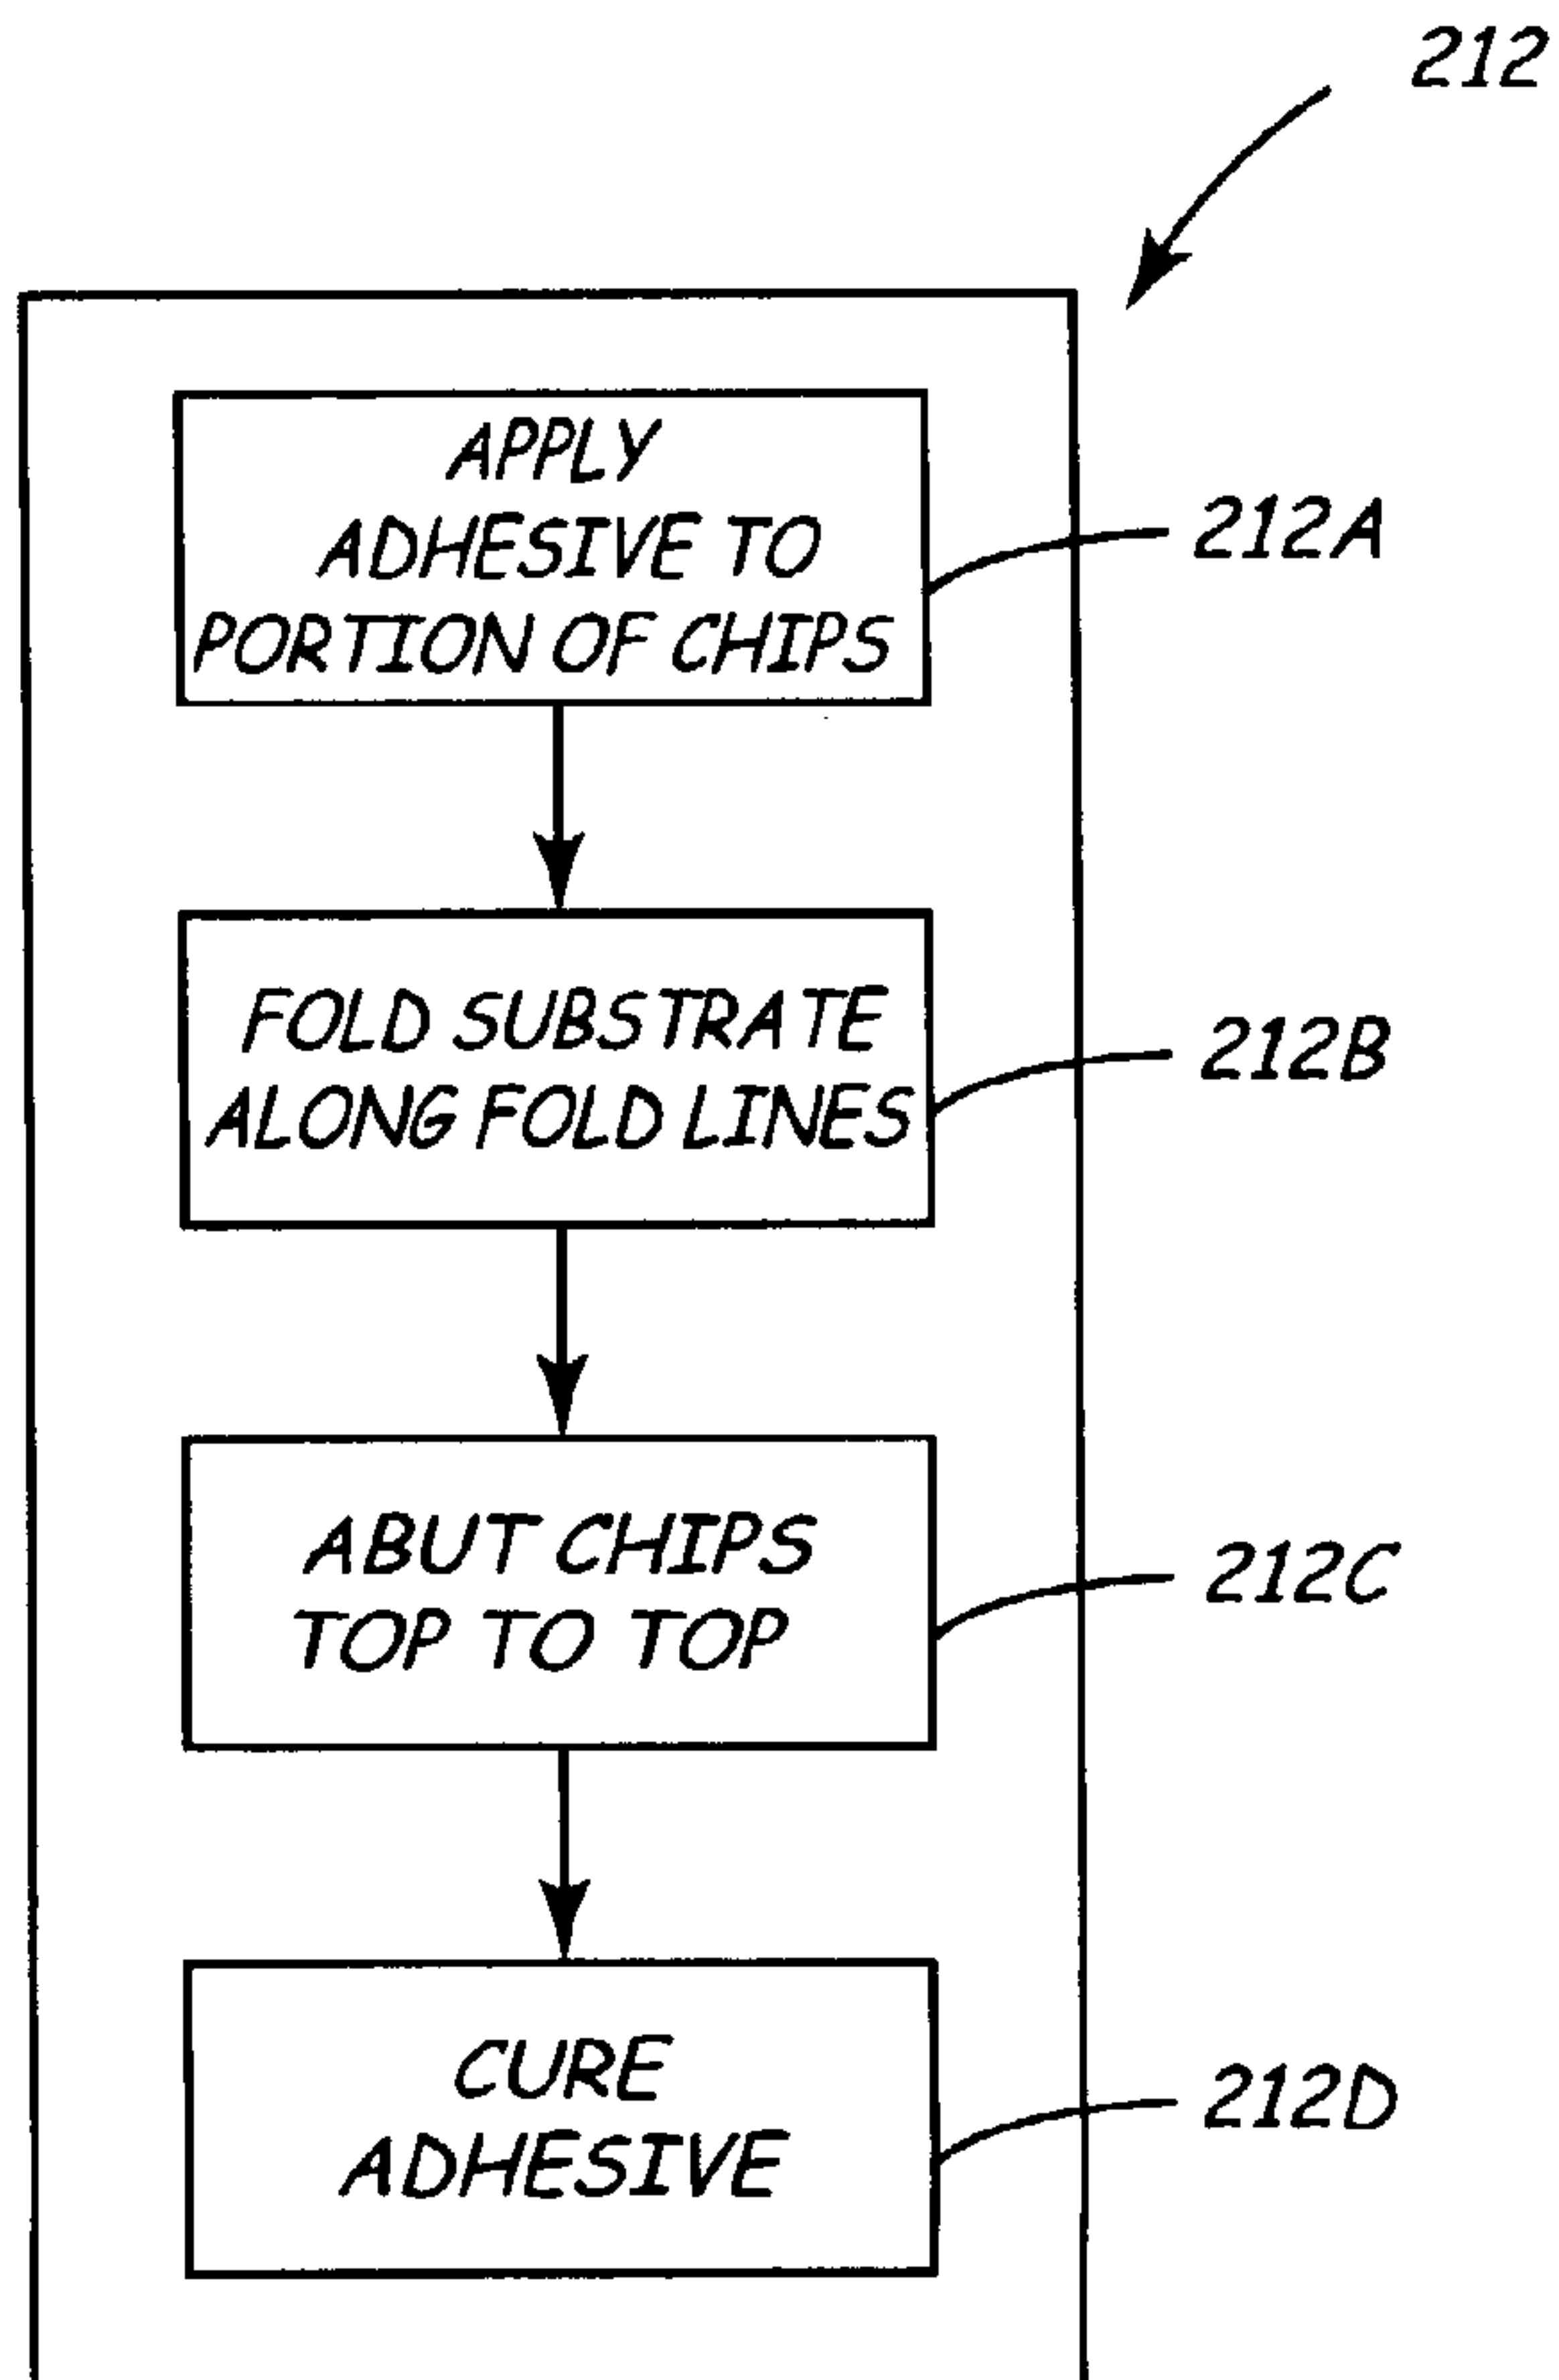 212
APPLY
ADHESIVE TO
PORTION OF CHIPS
212A
FOLD SUBSTRATE
ALONG FOLD LINES
212B
ABUT CHIPS
TOP TO TOP
212C
CURE
ADHESIVE
212D